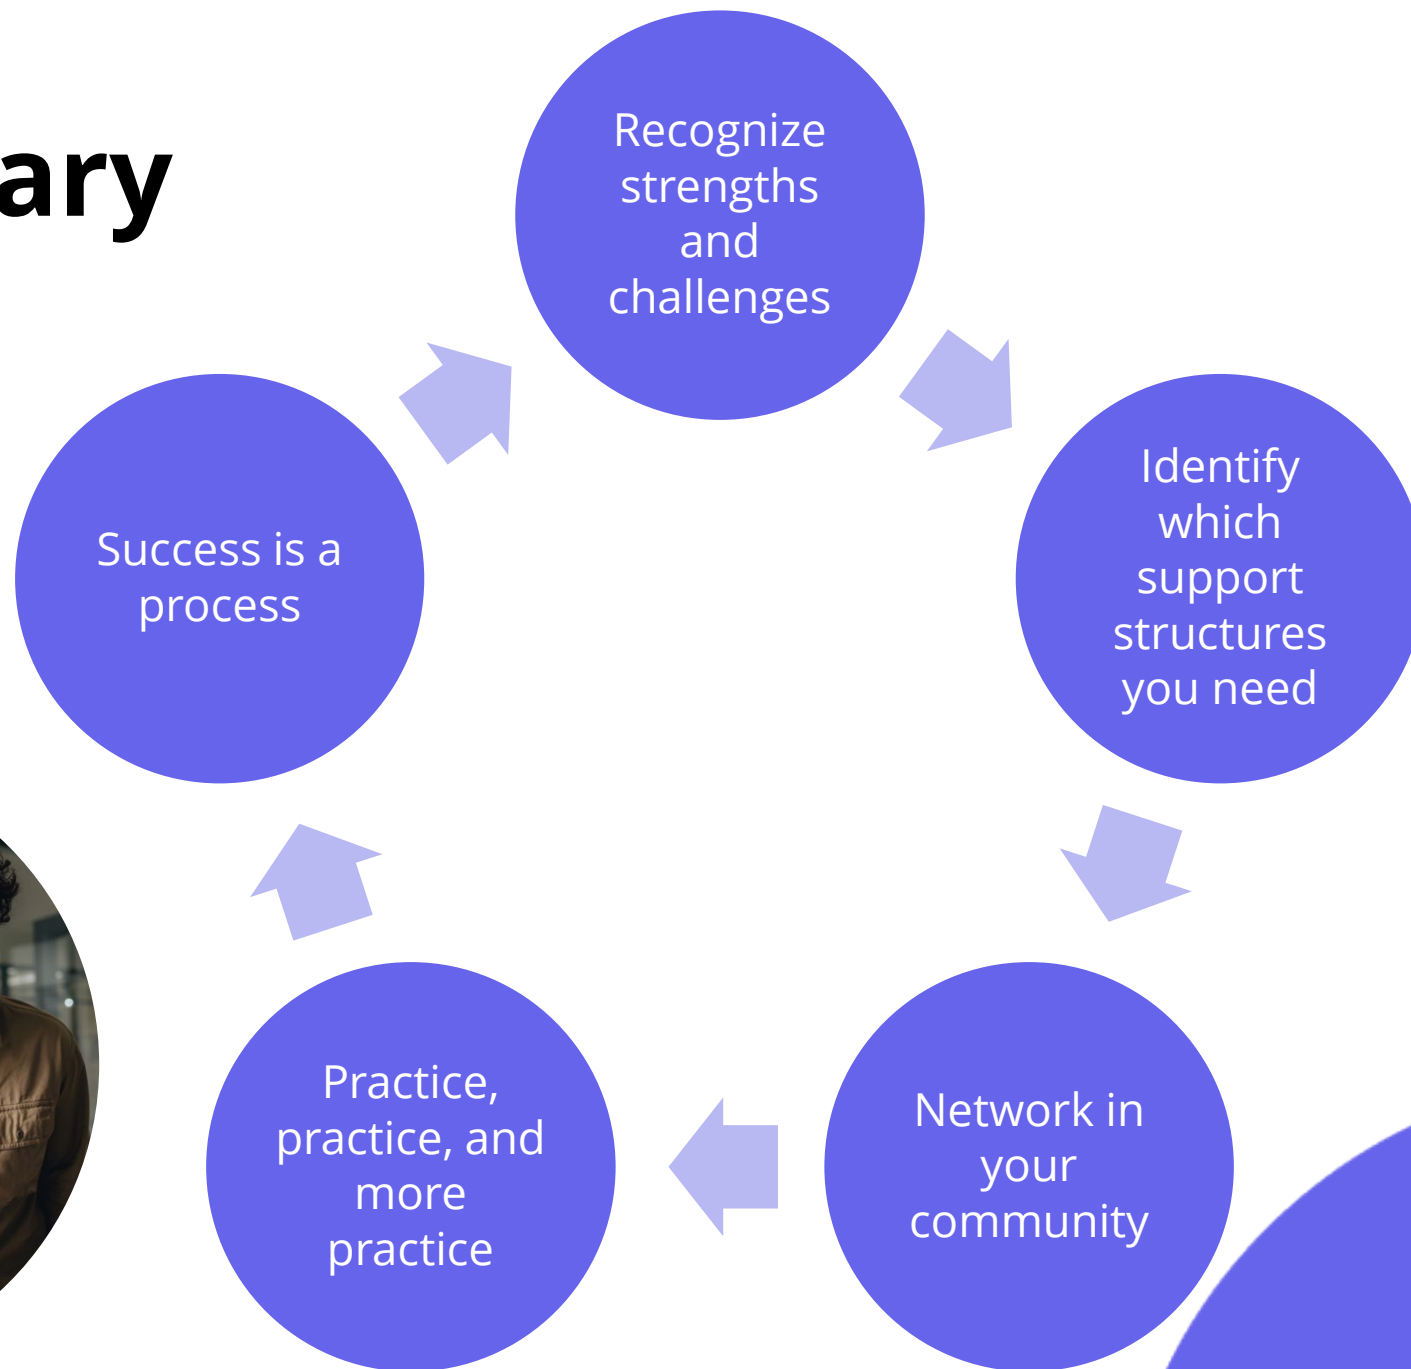 ary
Recognize
strengths
and
challenges
Identify
which
support
structures
you need
Network in
your
community
Practice,
practice, and
more
practice
Success is a
process